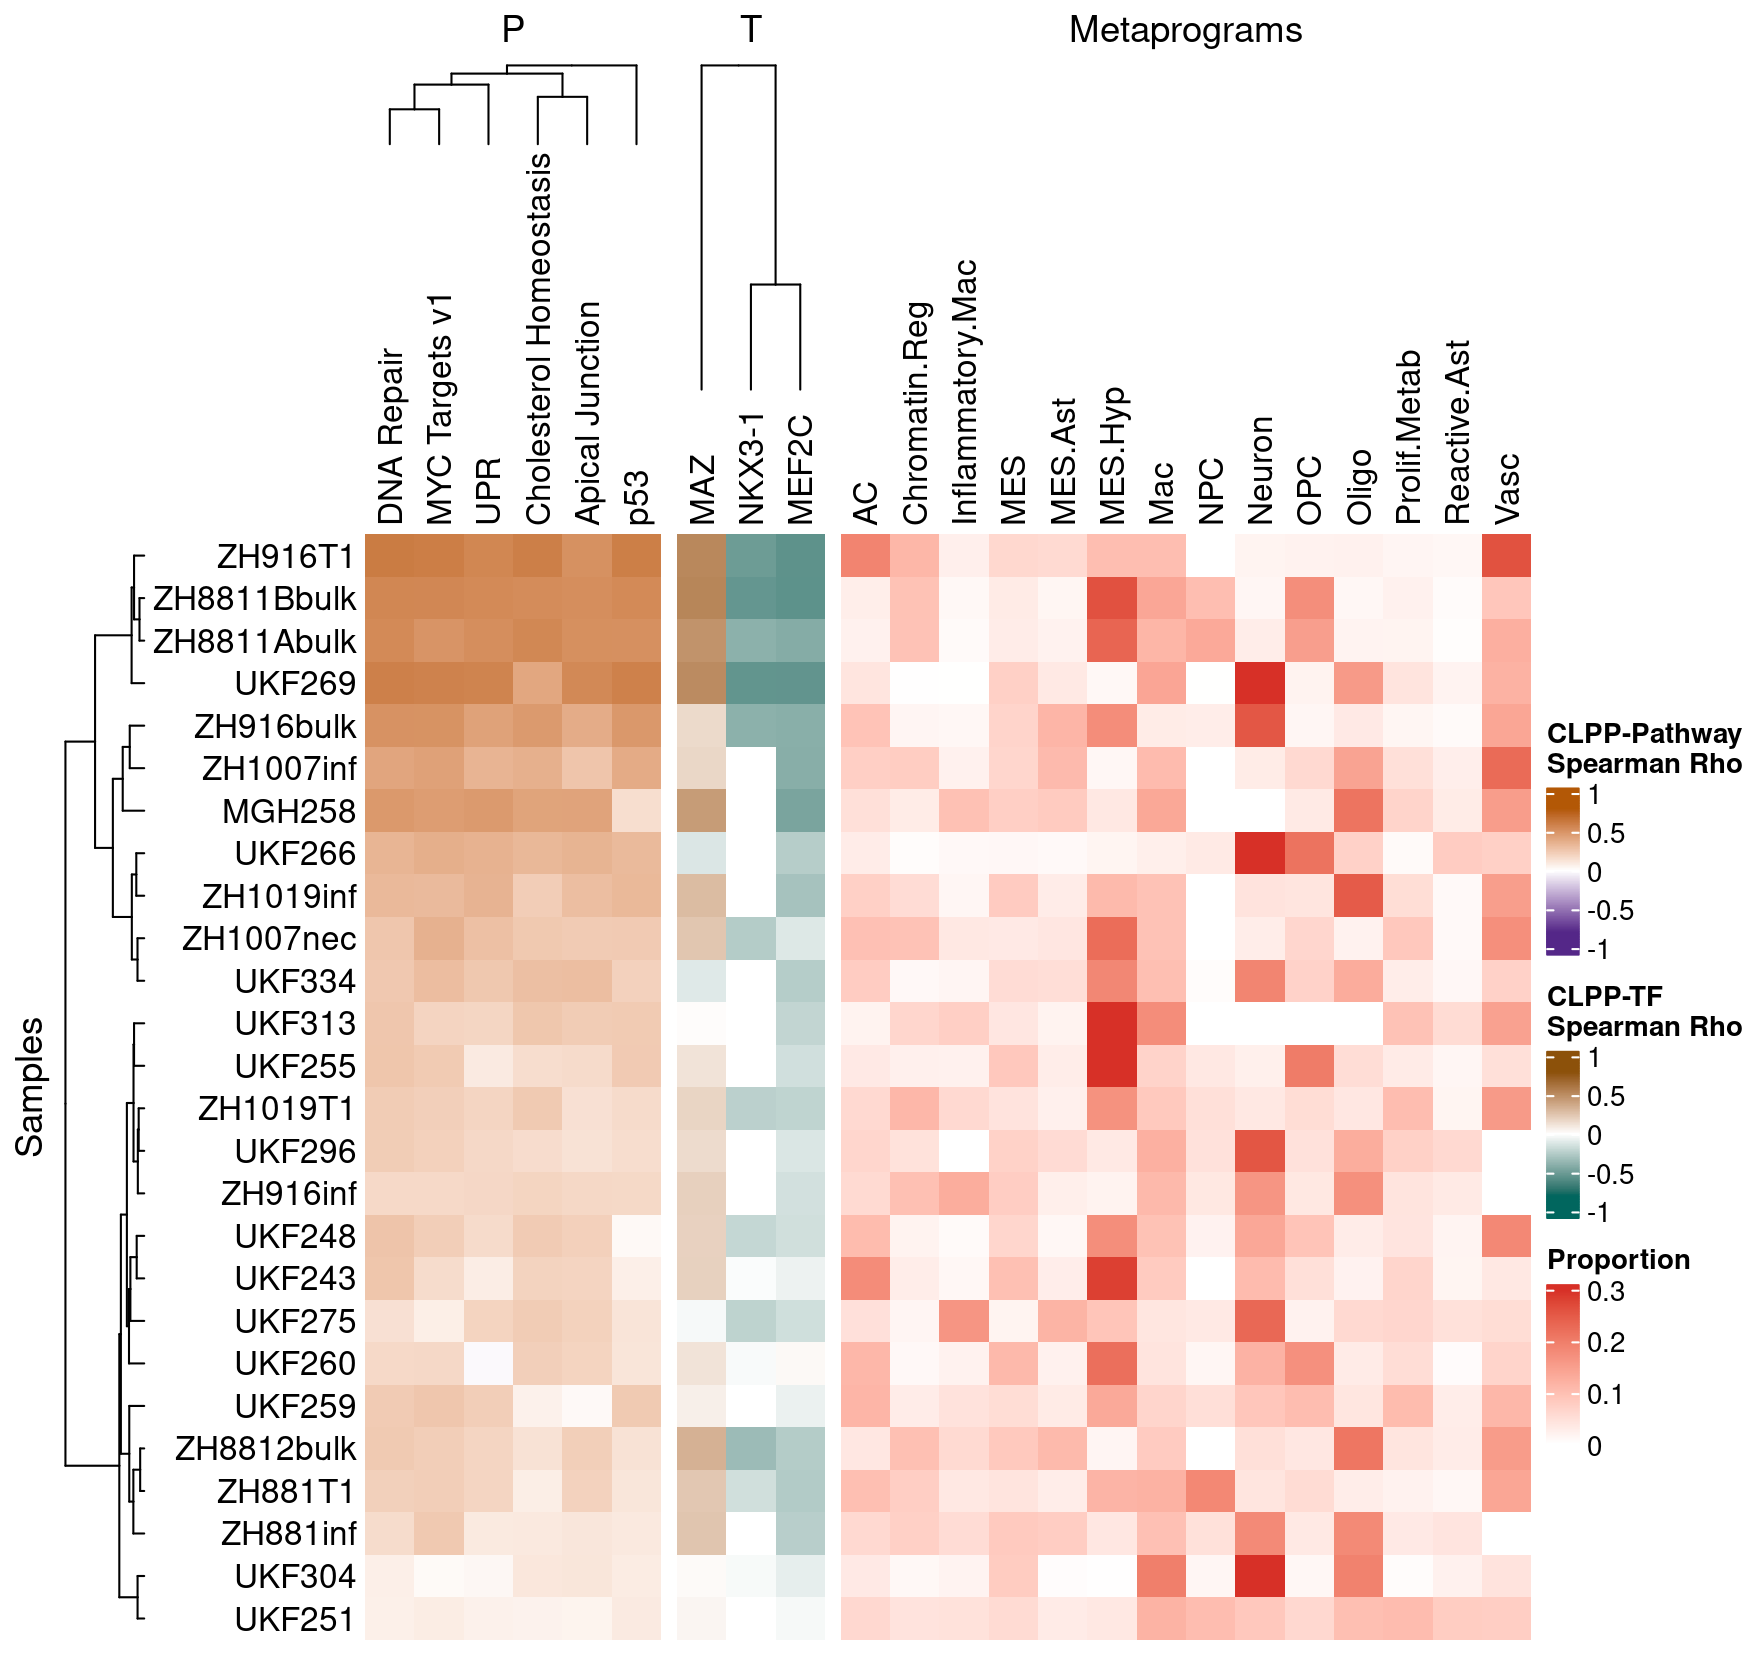 P
T
Metaprograms
DNA Repair
MYC Targets v1
UPR
Cholesterol Homeostasis
Apical Junction
p53
MAZ
NKX3-1
MEF2C
AC
Chromatin.Reg
Inflammatory.Mac
MES
MES.Ast
MES.Hyp
Mac
NPC
Neuron
OPC
Oligo
Prolif.Metab
Reactive.Ast
Vasc
Samples
ZH916T1
ZH8811Bbulk
ZH8811Abulk
UKF269
ZH916bulk
ZH1007inf
MGH258
UKF266
ZH1019inf
ZH1007nec
UKF334
UKF313
UKF255
ZH1019T1
UKF296
ZH916inf
UKF248
UKF243
UKF275
UKF260
UKF259
ZH8812bulk
ZH881T1
ZH881inf
UKF304
UKF251
CLPP-Pathway
Spearman Rho
1
0.5
0
-0.5
-1
CLPP-TF
Spearman Rho
1
0.5
0
-0.5
-1
Proportion
0.3
0.2
0.1
0